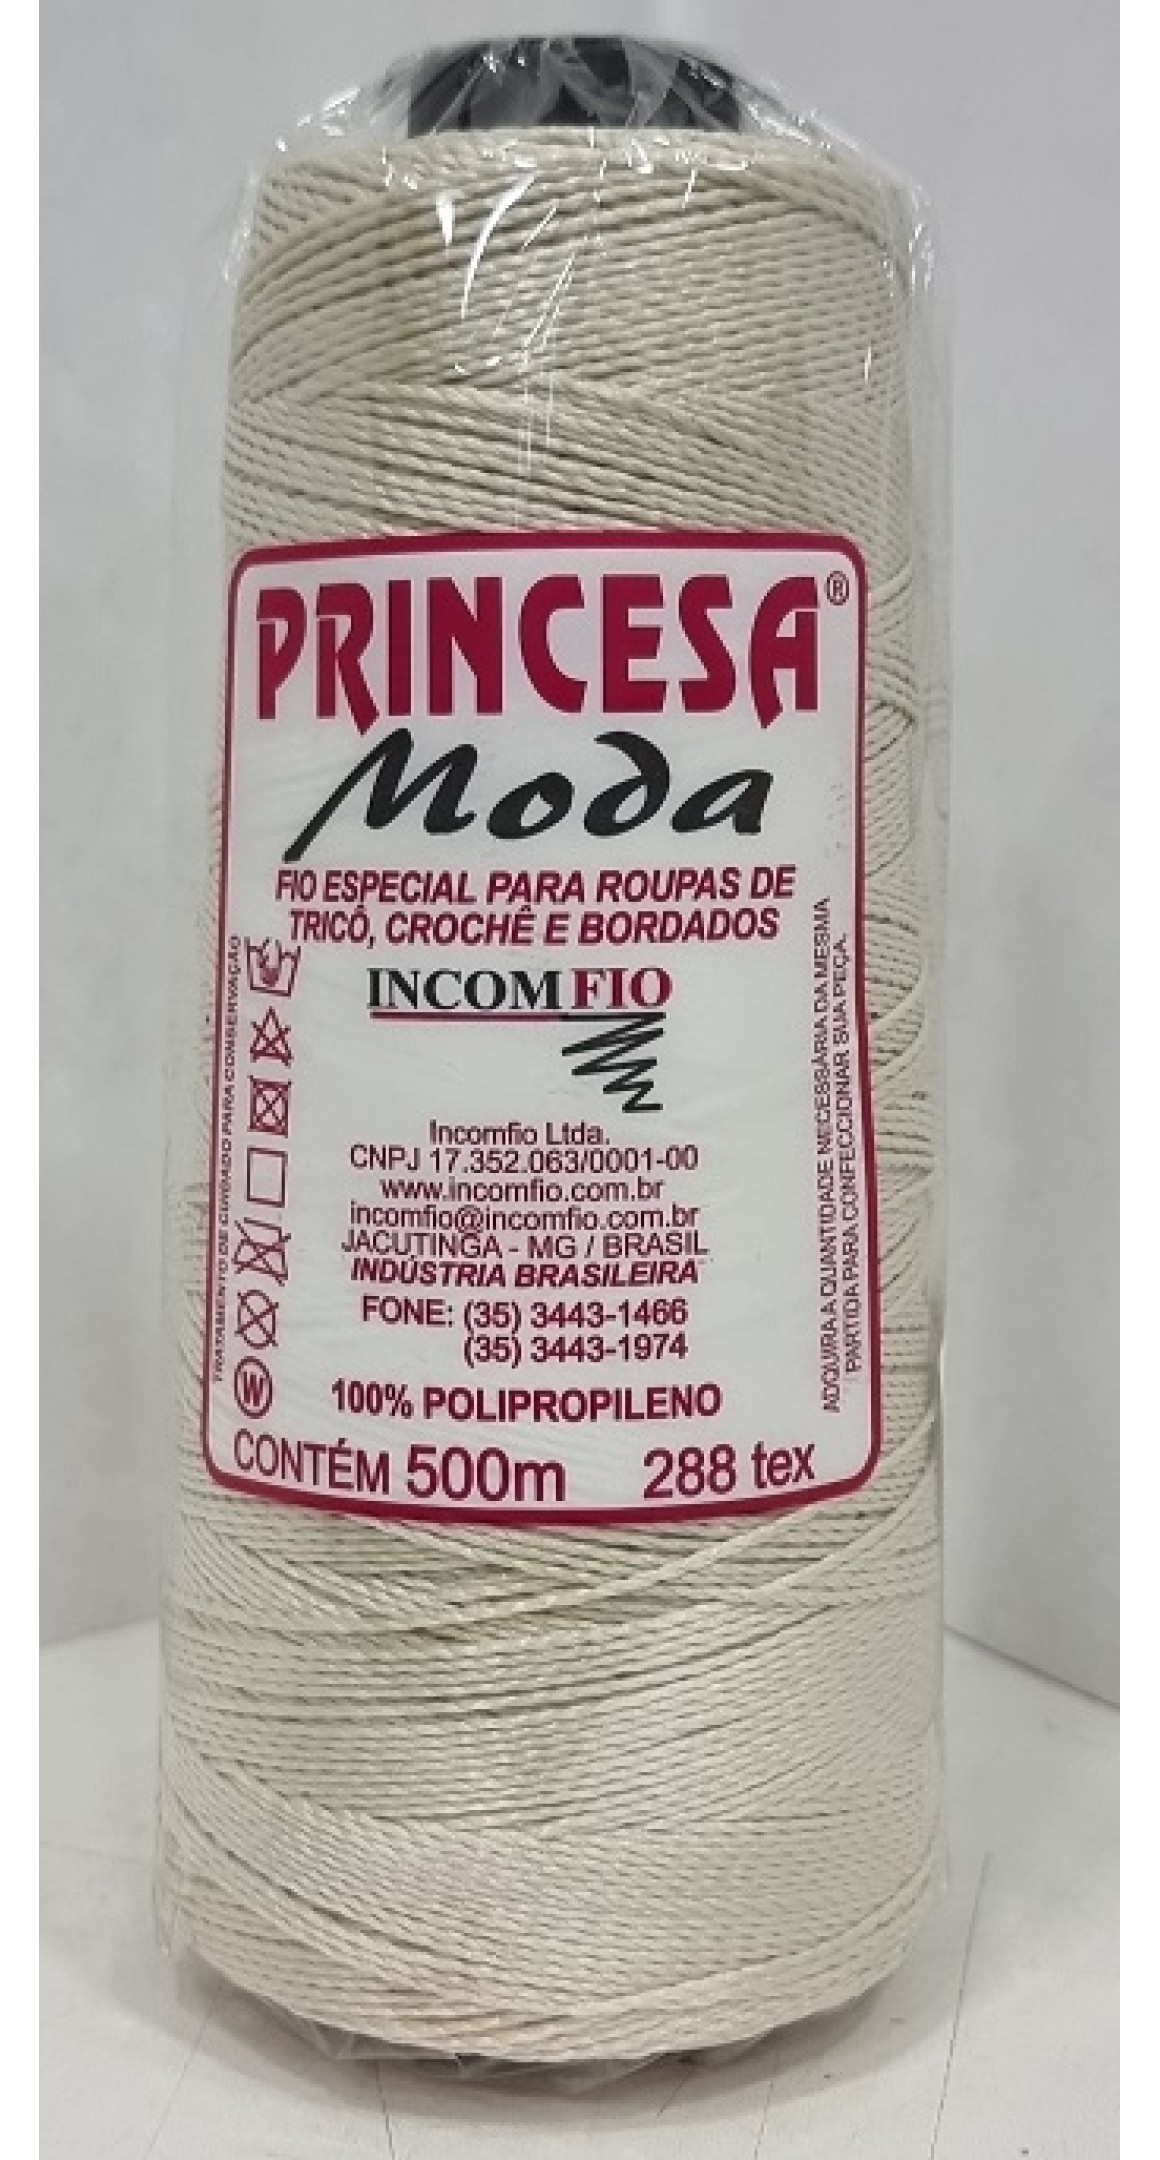 PRINCESA®
Moda
FIO ESPECIAL PARA ROUPAS DE
TRICÔ, CROCHÊ E BORDADOS
INCOMFIO
Incomfio Ltda.
CNPJ 17.352.063/0001-00
www.incomfio.com.br
incomfio@incomfio.com.br
JACUTINGA - MG / BRASIL
INDÚSTRIA BRASILEIRA
FONE: (35) 3443-1466
(35) 3443-1974
100% POLIPROPILENO
CONTÉM 500m 288 tex
TRATAMENTO DE CUIDADO PARA CONSERVAÇÃO
W
ADQUIRA A QUANTIDADE NECESSÁRIA DA MESMA
PARTIDA PARA CONFECCIONAR SUA PEÇA.